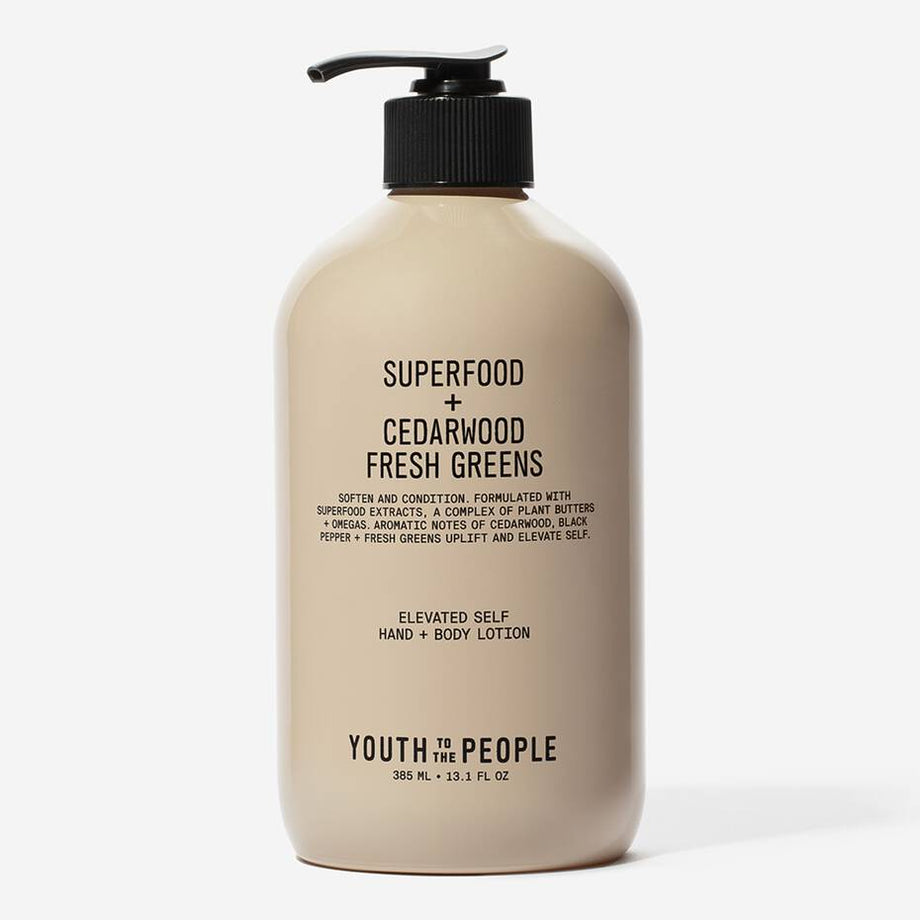 SUPERFOOD
+
CEDARWOOD
FRESH GREENS
SOFTEN AND CONDITION. FORMULATED WITH
SUPERFOOD EXTRACTS, A COMPLEX OF PLANT BUTTERS
+ OMEGAS. AROMATIC NOTES OF CEDARWOOD, BLACK
PEPPER + FRESH GREENS UPLIFT AND ELEVATE SELF.
ELEVATED SELF
HAND + BODY LOTION
YOUTH TO THE PEOPLE
385 ML • 13.1 FL OZ